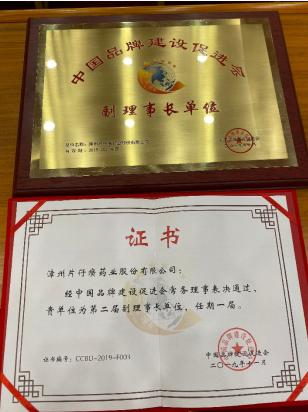 中国品牌建设促进会
副理事长单位
证书
漳州片仔癀药业股份有限公司：
经中国品牌建设促进会常务理事表决通过，
贵单位为第二届副理事长单位，任期一届。
证书编号：CCBD-2019-F003
中国品牌建设促进会
二〇一九年十一月